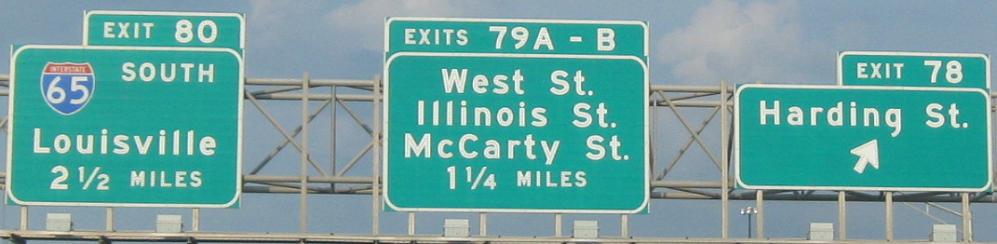 EXIT 80
INTERSTATE
65
SOUTH
Louisville
2 1/2 MILES
EXITS 79A - B
West St.
Illinois St.
McCarty St.
1 1/4 MILES
EXIT 78
Harding St.